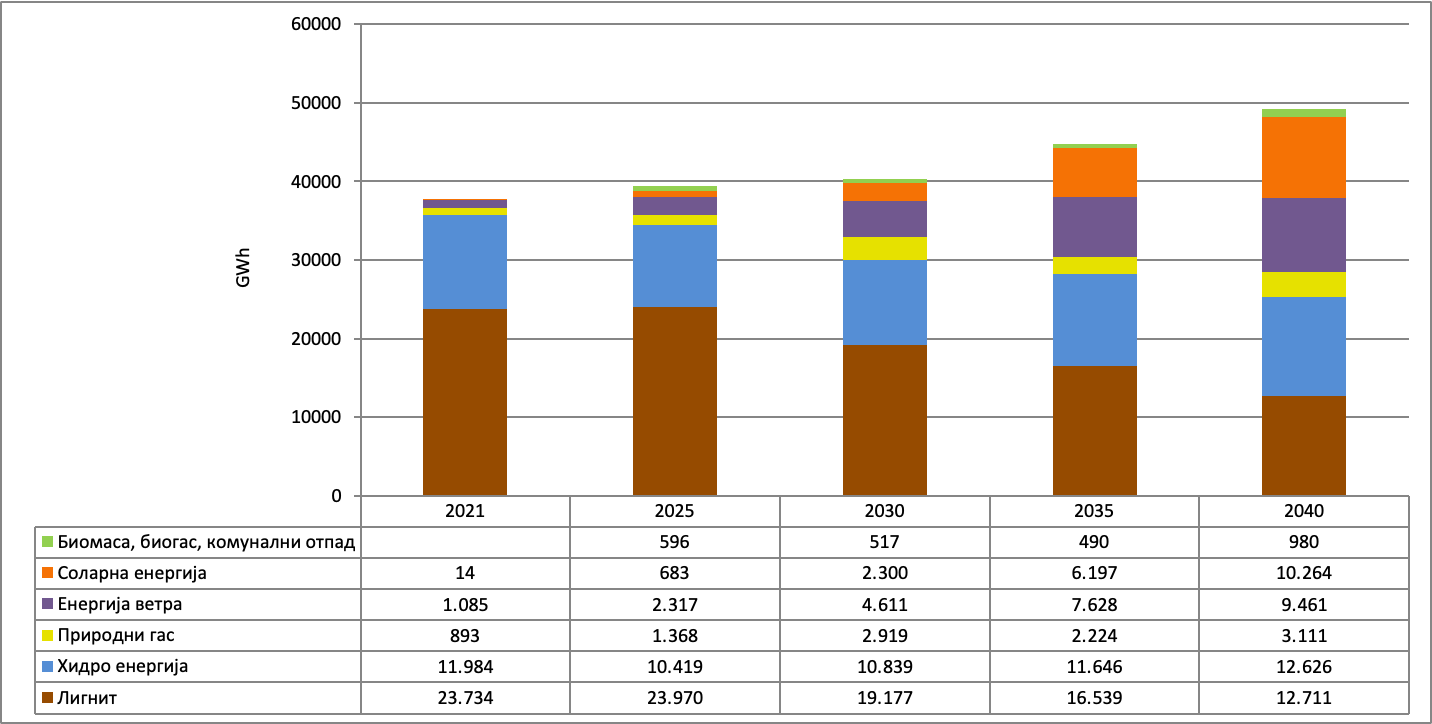 60000
50000
40000
30000
20000
10000
0
GWh
2021 2025 2030 2035 2040
Биомаса, биогас, комунални отпад 596 517 490 980
Соларна енергија 14 683 2.300 6.197 10.264
Енергија ветра 1.085 2.317 4.611 7.628 9.461
Природни гас 893 1.368 2.919 2.224 3.111
Хидро енергија 11.984 10.419 10.839 11.646 12.626
Лигнит 23.734 23.970 19.177 16.539 12.711